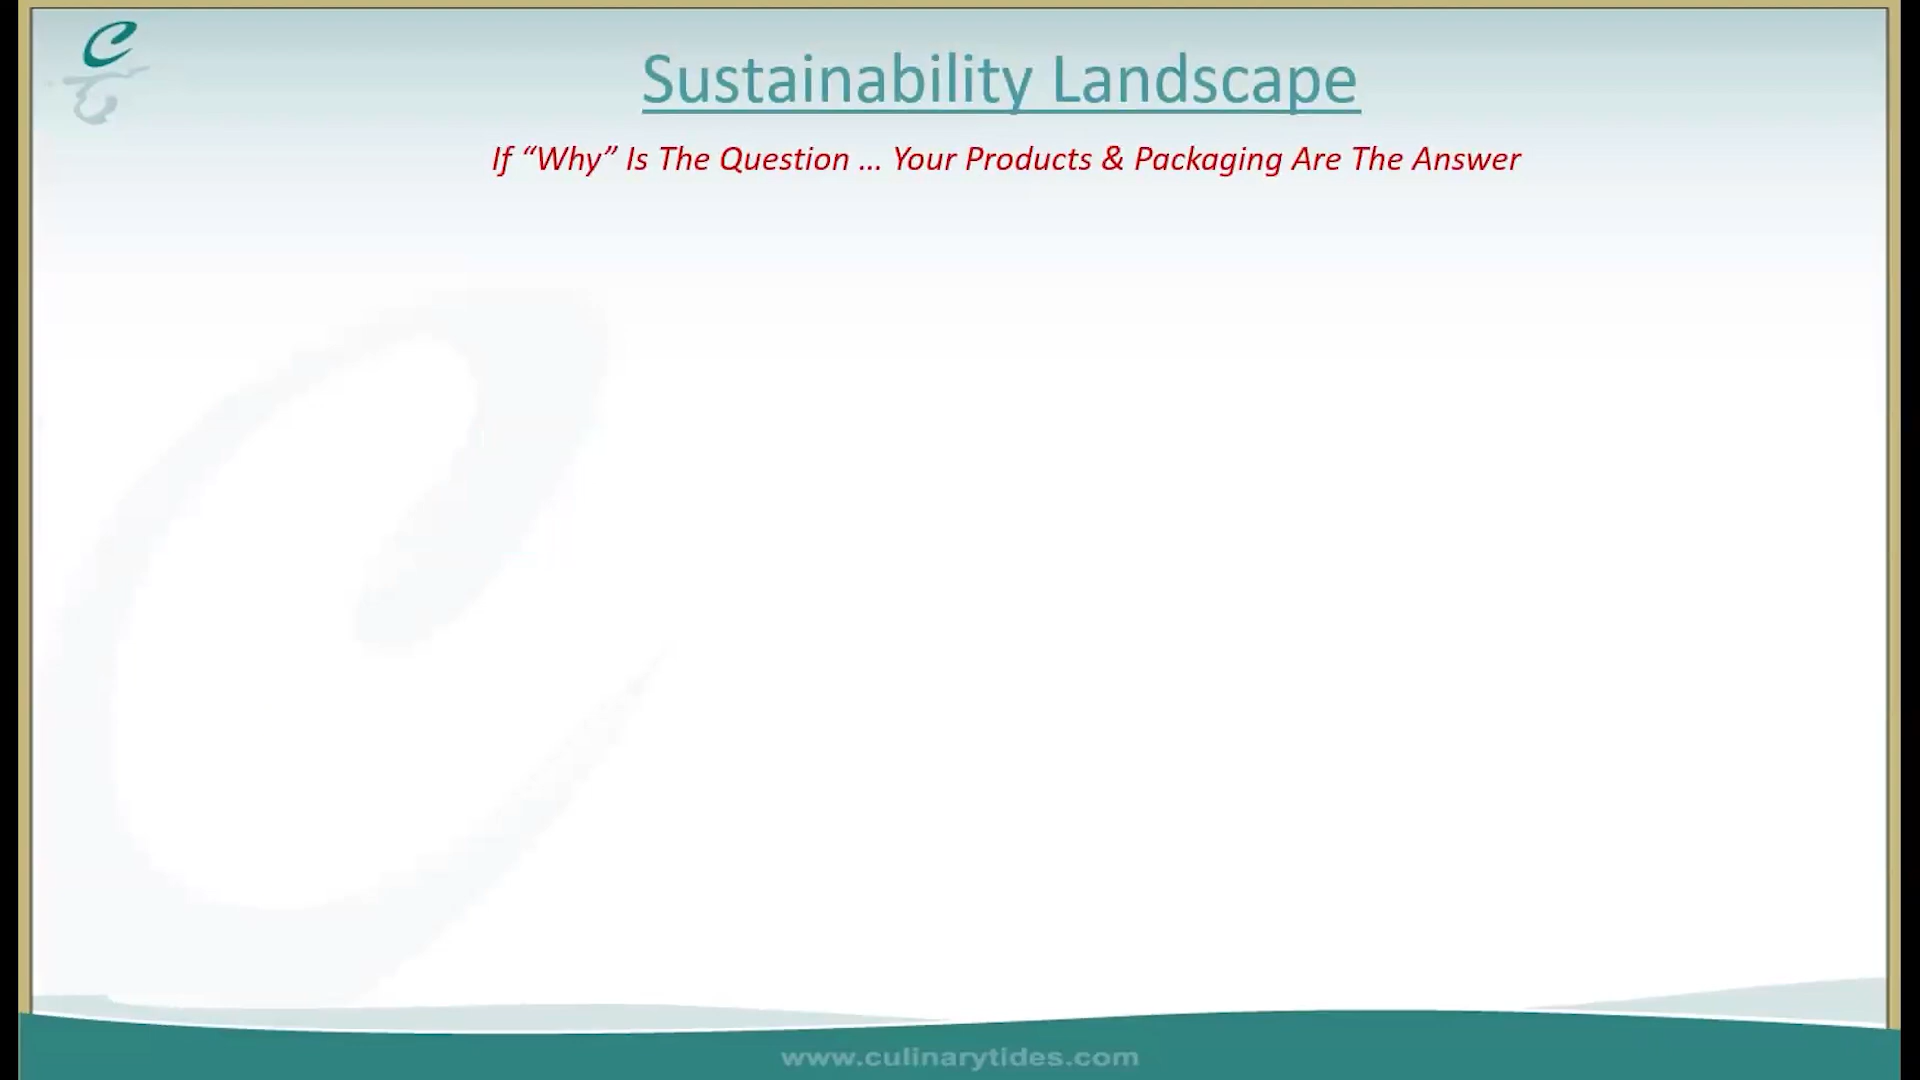 Sustainability Landscape
If “Why” Is The Question … Your Products & Packaging Are The Answer
www.culinarytides.com